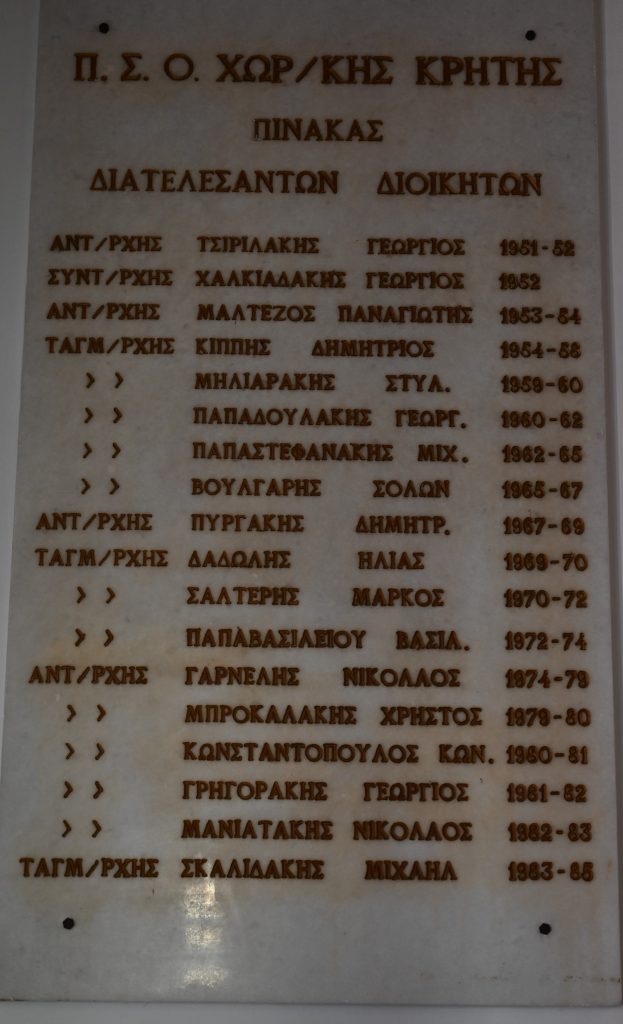 Π. Σ. Ο. ΧΩΡ/ΚΗΣ ΚΡΗΤΗΣ
ΠΙΝΑΚΑΣ
ΔΙΑΤΕΛΕΣΑΝΤΩΝ ΔΙΟΙΚΗΤΩΝ
ΑΝΤ/ΡΧΗΣ ΤΣΙΡΙΛΑΚΗΣ ΓΕΩΡΓΙΟΣ 1951-52
ΣΥΝΤ/ΡΧΗΣ ΧΑΛΚΙΑΔΑΚΗΣ ΓΕΩΡΓΙΟΣ 1952
ΑΝΤ/ΡΧΗΣ ΜΑΛΤΕΖΟΣ ΠΑΝΑΓΙΩΤΗΣ 1953-54
ΤΑΓΜ/ΡΧΗΣ ΚΙΠΠΗΣ ΔΗΜΗΤΡΙΟΣ 1954-58
> > ΜΗΛΙΑΡΑΚΗΣ ΣΤΥΛ. 1959-60
> > ΠΑΠΑΔΟΥΛΑΚΗΣ ΓΕΩΡΓ. 1960-62
> > ΠΑΠΑΣΤΕΦΑΝΑΚΗΣ ΜΙΧ. 1962-65
> > ΒΟΥΛΓΑΡΗΣ ΣΟΛΩΝ 1965-67
ΑΝΤ/ΡΧΗΣ ΠΥΡΓΑΚΗΣ ΔΗΜΗΤΡ. 1967-69
ΤΑΓΜ/ΡΧΗΣ ΔΑΔΩΛΗΣ ΗΛΙΑΣ 1969-70
> > ΣΑΛΤΕΡΗΣ ΜΑΡΚΟΣ 1970-72
> > ΠΑΠΑΒΑΣΙΛΕΙΟΥ ΒΑΣΙΛ. 1972-74
ΑΝΤ/ΡΧΗΣ ΓΑΡΝΕΛΗΣ ΝΙΚΟΛΑΟΣ 1974-79
> > ΜΠΡΟΚΑΛΑΚΗΣ ΧΡΗΣΤΟΣ 1979-80
> > ΚΩΝΣΤΑΝΤΟΠΟΥΛΟΣ ΚΩΝ. 1980-81
> > ΓΡΗΓΟΡΑΚΗΣ ΓΕΩΡΓΙΟΣ 1981-82
> > ΜΑΝΙΑΤΑΚΗΣ ΝΙΚΟΛΑΟΣ 1982-83
ΤΑΓΜ/ΡΧΗΣ ΣΚΑΛΙΔΑΚΗΣ ΜΙΧΑΗΛ 1983-85